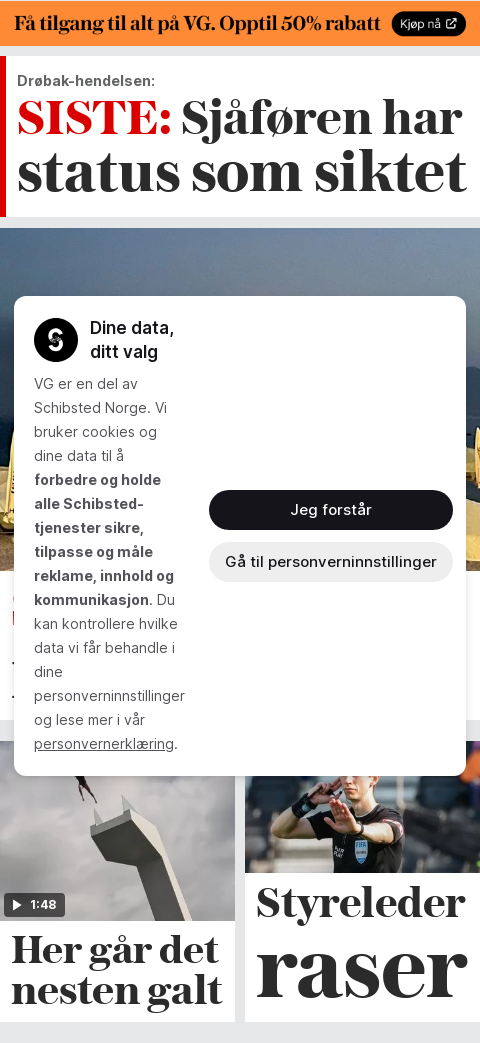 Få tilgang til alt på VG. Opptil 50% rabatt
Kjøp nå
Drøbak-hendelsen:
SISTE: Sjåføren har
status som siktet
Dine data,
ditt valg
VG er en del av
Schibsted Norge. Vi
bruker cookies og
dine data til å
forbedre og holde
alle Schibsted-
tjenester sikre,
tilpasse og måle
reklame, innhold og
kommunikasjon. Du
kan kontrollere hvilke
data vi får behandle i
dine
personverninnstillinger
og lese mer i vår
personvernerklæring.
Jeg forstår
Gå til personverninnstillinger
1:48
Her går det
nesten galt
Styreleder
raser